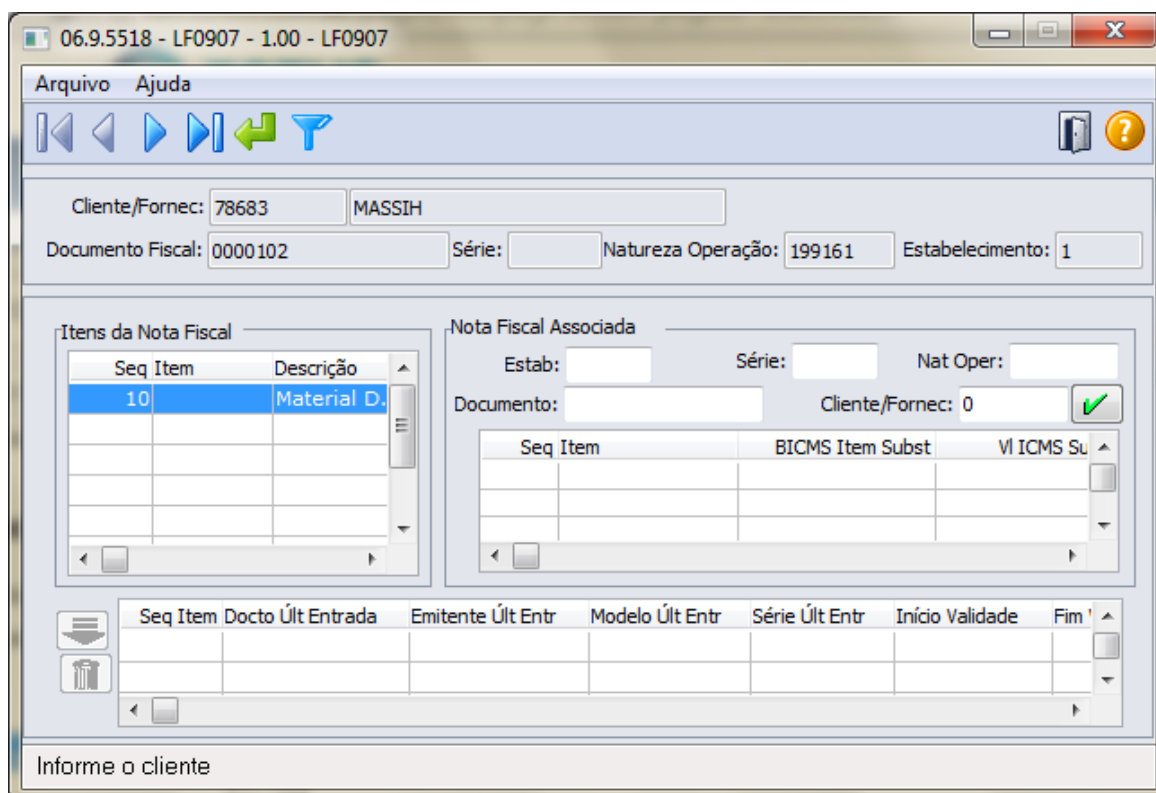 06.9.5518 - LF0907 - 1.00 - LF0907
Arquivo Ajuda
Cliente/Fornec: 78683 MASSIH
Documento Fiscal: 0000102 Série: Natureza Operação: 199161 Estabelecimento: 1
Itens da Nota Fiscal
Seq Item Descrição
10 Material D.
Nota Fiscal Associada
Estab: Série: Nat Oper:
Documento: Cliente/Fornec: 0
Seq Item BICMS Item Subst Vl ICMS Su
Seq Item Docto Últ Entrada Emitente Últ Entr Modelo Últ Entr Série Últ Entr Início Validade Fim
Informe o cliente